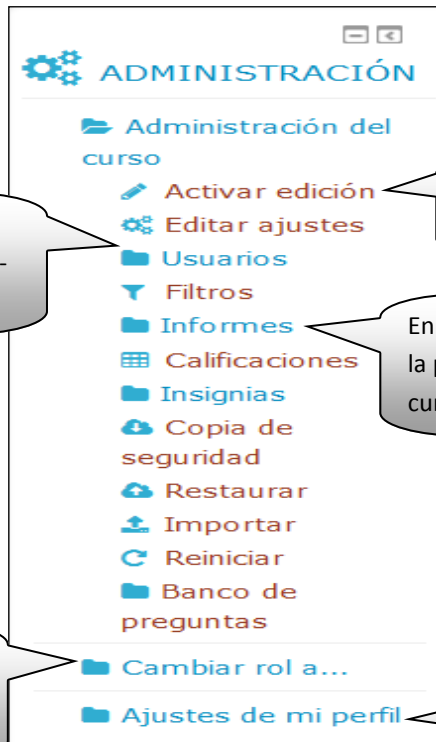 ADMINISTRACIÓN
Administración del
curso
Activar edición
Editar ajustes
Usuarios
Filtros
Informes
Calificaciones
Insignias
Copia de
seguridad
Restaurar
Importar
Reiniciar
Banco de
preguntas
Cambiar rol a...
Ajustes de mi perfil
En
la p
cur